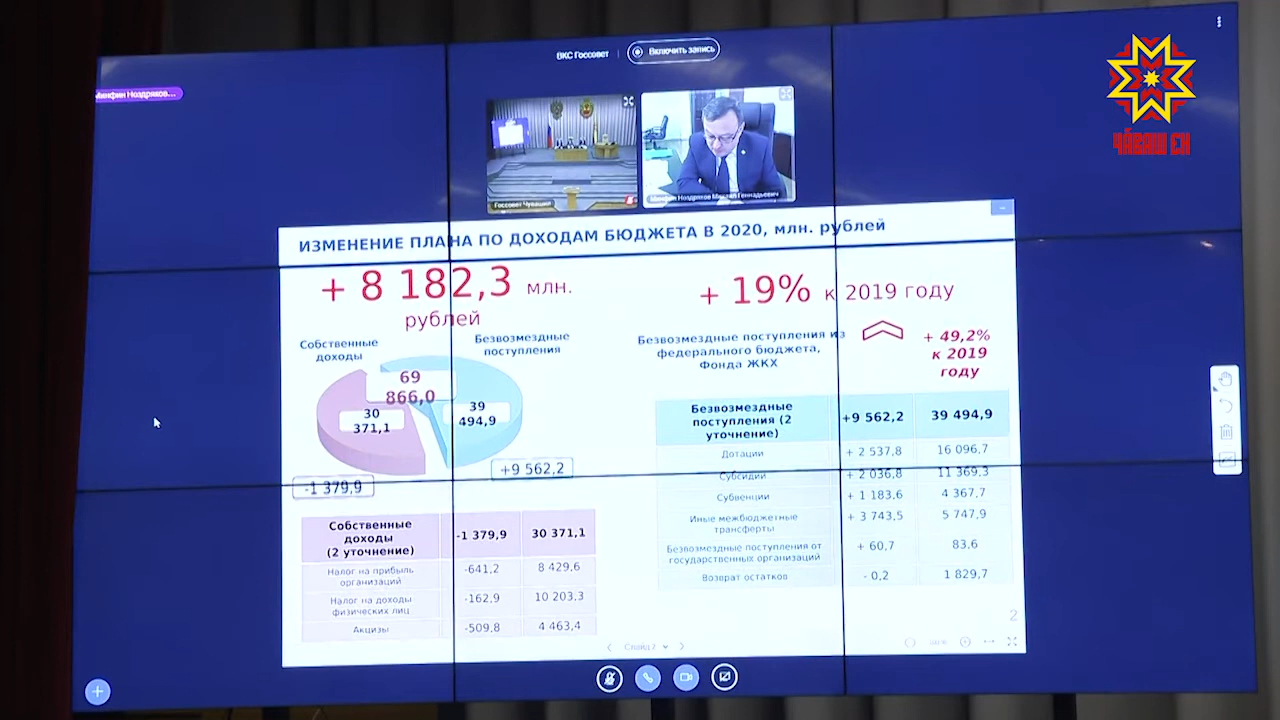 ВКС Госсовет
Включить запись
Минфин Ноздряков...
ЧӐВАШ ЕН
Госсовет Чувашия
Минфин Ноздряков Михаил Геннадьевич
ИЗМЕНЕНИЕ ПЛАНА ПО ДОХОДАМ БЮДЖЕТА В 2020, млн. рублей
+ 8 182,3 млн.
рублей
Собственные
доходы
Безвозмездные
поступления
69
866,0
30
371,1
39
494,9
-1 379,9
+9 562,2
Собственные
доходы
(2 уточнение)
-1 379,9
30 371,1
Налог на прибыль
организаций
-641,2
8 429,6
Налог на доходы
физических лиц
-162,9
10 203,3
Акцизы
-509,8
4 463,4
+ 19% к 2019 году
Безвозмездные поступления из
федерального бюджета,
Фонда ЖКХ
+ 49,2%
к 2019
году
Безвозмездные
поступления (2
уточнение)
+9 562,2
39 494,9
Дотации
+ 2 537,8
16 096,7
Субсидии
+ 2 036,8
11 369,3
Субвенции
+ 1 183,6
4 367,7
Иные межбюджетные
трансферты
+ 3 743,5
5 747,9
Безвозмездные поступления от
государственных организаций
+ 60,7
83,6
Возврат остатков
- 0,2
1 829,7
2